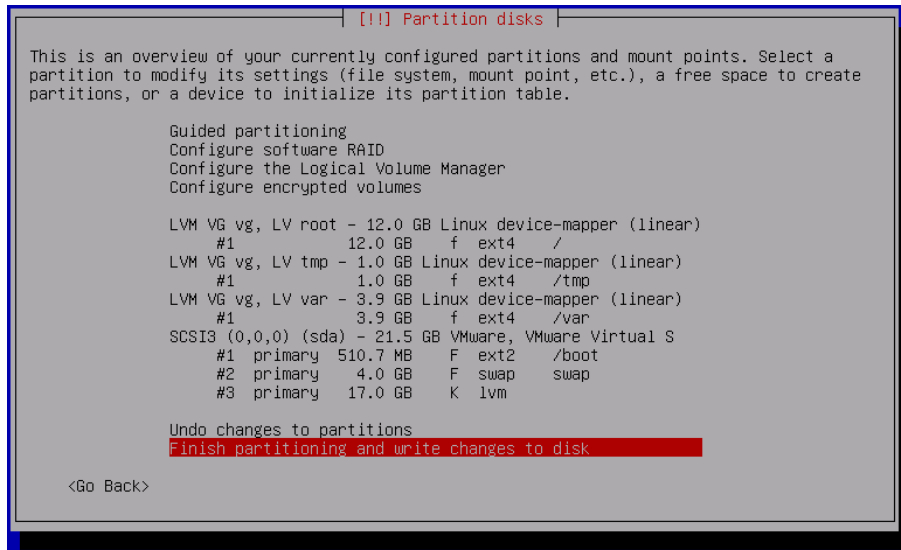 [!!] Partition disks
This is an overview of your currently configured partitions and mount points. Select a
partition to modify its settings (file system, mount point, etc.), a free space to create
partitions, or a device to initialize its partition table.
Guided partitioning
Configure software RAID
Configure the Logical Volume Manager
Configure encrypted volumes
LVM VG vg, LV root - 12.0 GB Linux device-mapper (linear)
#1 12.0 GB f ext4 /
LVM VG vg, LV tmp - 1.0 GB Linux device-mapper (linear)
#1 1.0 GB f ext4 /tmp
LVM VG vg, LV var - 3.9 GB Linux device-mapper (linear)
#1 3.9 GB f ext4 /var
SCSI3 (0,0,0) (sda) - 21.5 GB VMware, VMware Virtual S
#1 primary 510.7 MB F ext2 /boot
#2 primary 4.0 GB F swap swap
#3 primary 17.0 GB K lvm
Undo changes to partitions
Finish partitioning and write changes to disk
<Go Back>